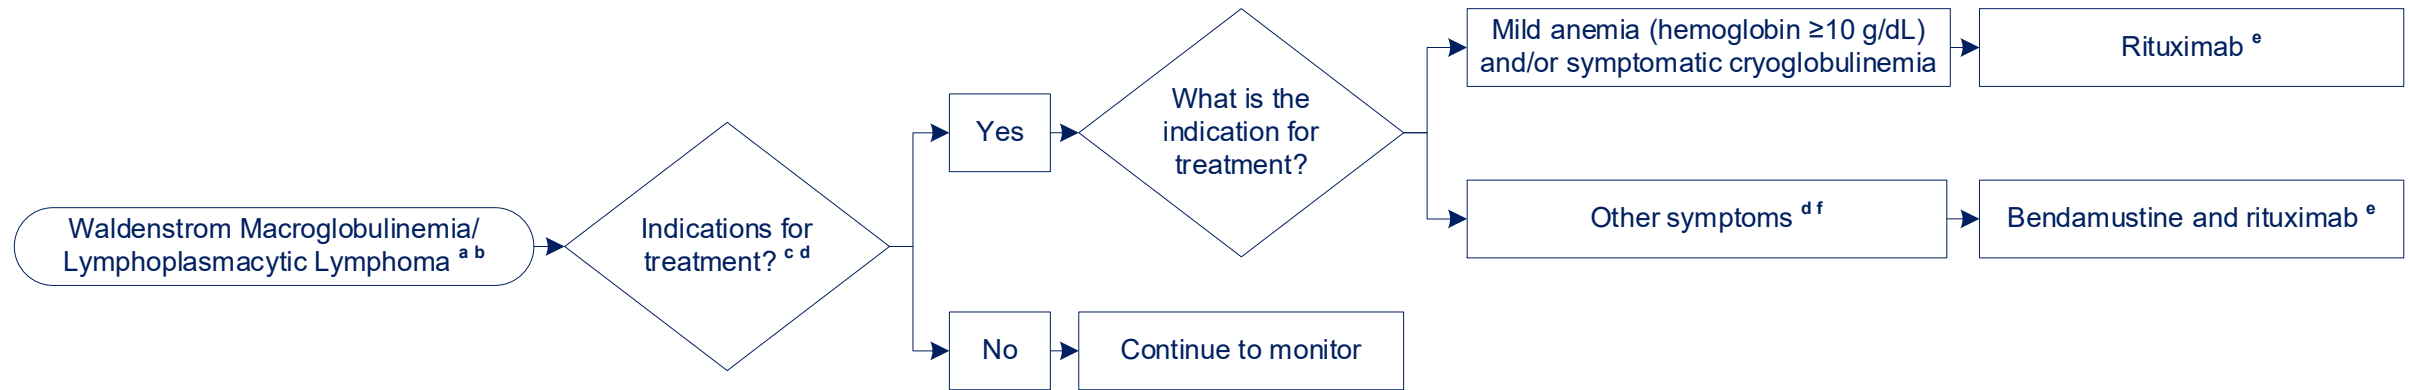 Waldenstrom Macroglobulinemia/
Lymphoplasmacytic Lymphoma a b
Indications for
treatment? c d
Yes
What is the
indication for
treatment?
Mild anemia (hemoglobin ≥10 g/dL)
and/or symptomatic cryoglobulinemia
Rituximab e
Other symptoms d f
Bendamustine and rituximab e
No
Continue to monitor